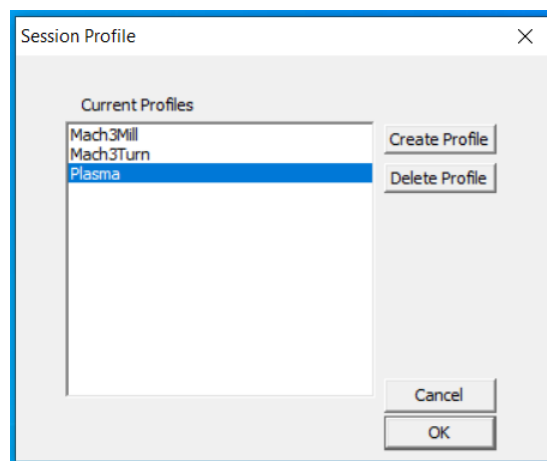 Session Profile
Current Profiles
Mach3Mill
Mach3Turn
Plasma
Create Profile
Delete Profile
Cancel
OK